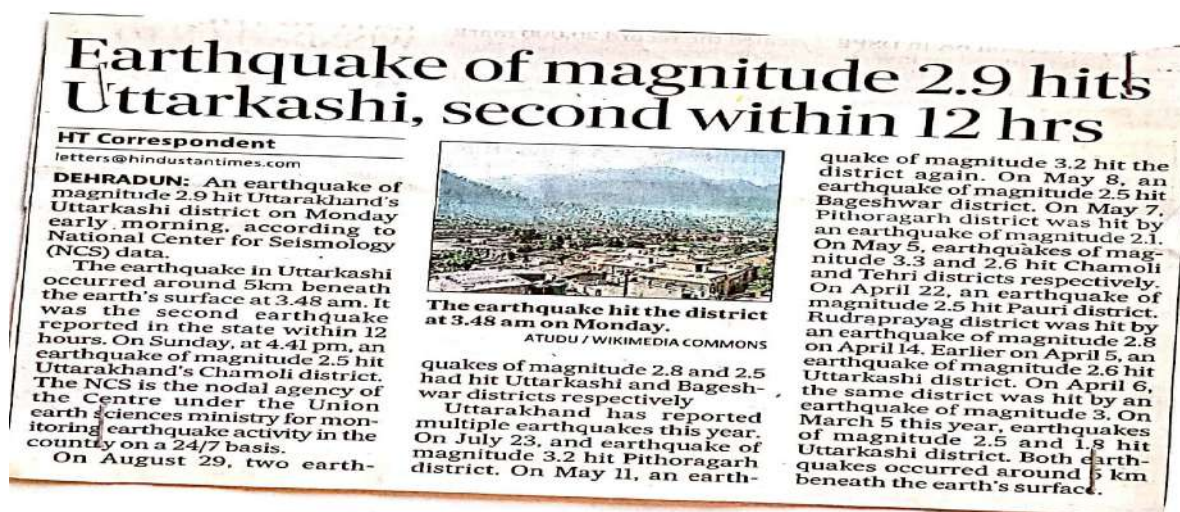 Earthquake of magnitude 2.9 hits
Uttarkashi, second within 12 hrs
HT Correspondent
letters@hindustantimes.com
DEHRADUN: An earthquake of
magnitude 2.9 hit Uttarakhand's
Uttarkashi district on Monday
early morning, according to
National Center for Seismology
(NCS) data.
The earthquake in Uttarkashi
occurred around 5km beneath
the earth's surface at 3.48 am. It
was the second earthquake
reported in the state within 12
hours. On Sunday, at 4.41 pm, an
earthquake of magnitude 2.5 hit
Uttarakhand's Chamoli district.
The NCS is the nodal agency of
the Centre under the Union
earth sciences ministry for mon-
itoring earthquake activity in the
country on a 24/7 basis.
On August 29, two earth-
The earthquake hit the district
at 3.48 am on Monday.
ATUDU / WIKIMEDIA COMMONS
quakes of magnitude 2.8 and 2.5
had hit Uttarkashi and Bagesh-
war districts respectively
Uttarakhand has reported
multiple earthquakes this year.
On July 23, and earthquake of
magnitude 3.2 hit Pithoragarh
district. On May 11, an earth-
quake of magnitude 3.2 hit the
district again. On May 8, an
earthquake of magnitude 2.5 hit
Bageshwar district. On May 7,
Pithoragarh district was hit by
an earthquake of magnitude 2.1.
On May 5, earthquakes of mag-
nitude 3.3 and 2.6 hit Chamoli
and Tehri districts respectively.
On April 22, an earthquake of
magnitude 2.5 hit Pauri district.
Rudraprayag district was hit by
an earthquake of magnitude 2.8
on April 14. Earlier on April 5, an
earthquake of magnitude 2.6 hit
Uttarkashi district. On April 6,
the same district was hit by an
earthquake of magnitude 3. On
March 5 this year, earthquakes
of magnitude 2.5 and 1.8 hit
Uttarkashi district. Both earth-
quakes occurred around 5 km
beneath the earth's surface.